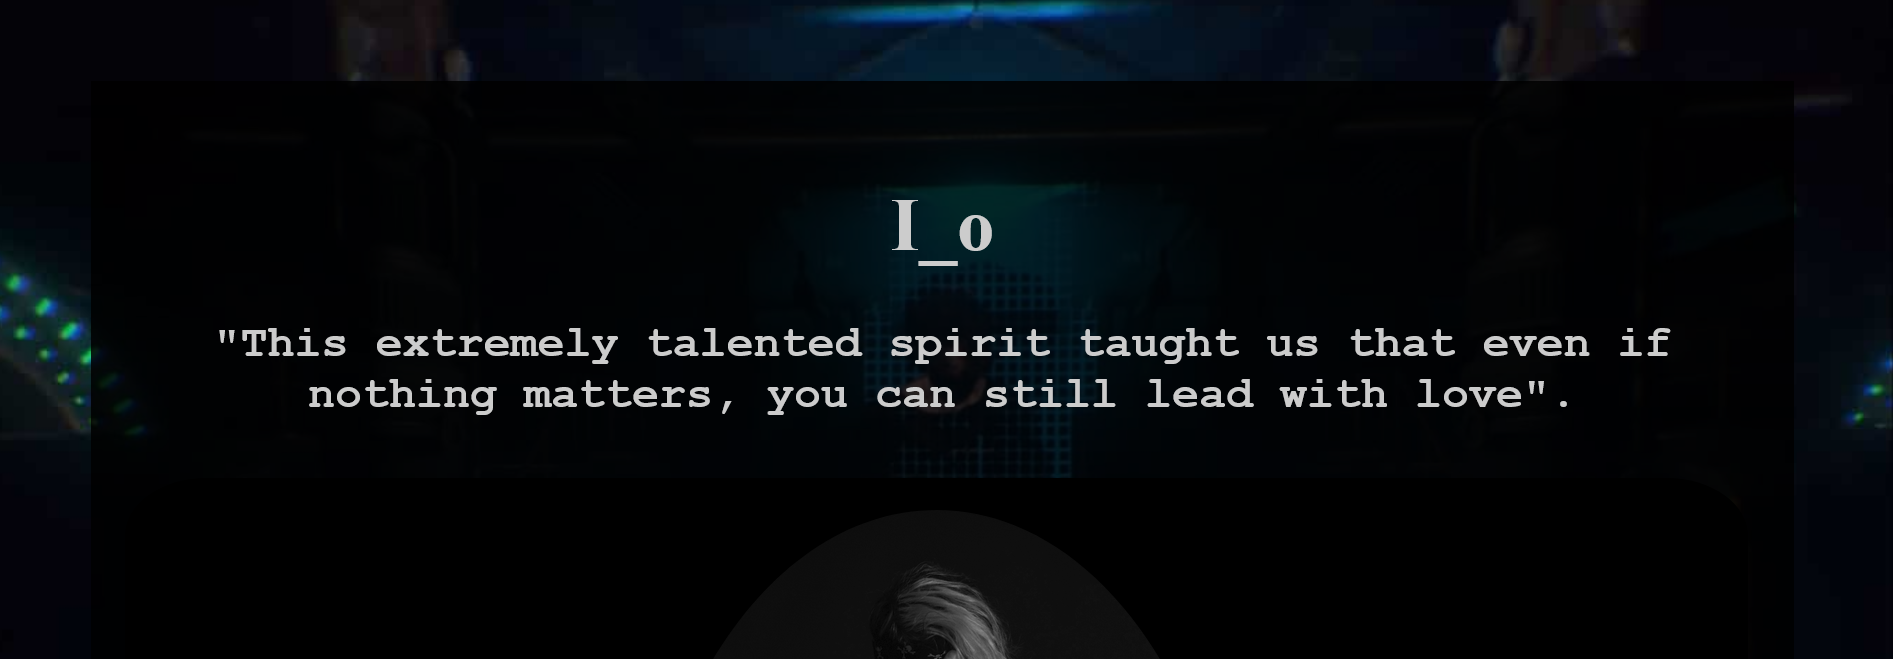 I_o
"This extremely talented spirit taught us that even if
nothing matters, you can still lead with love".